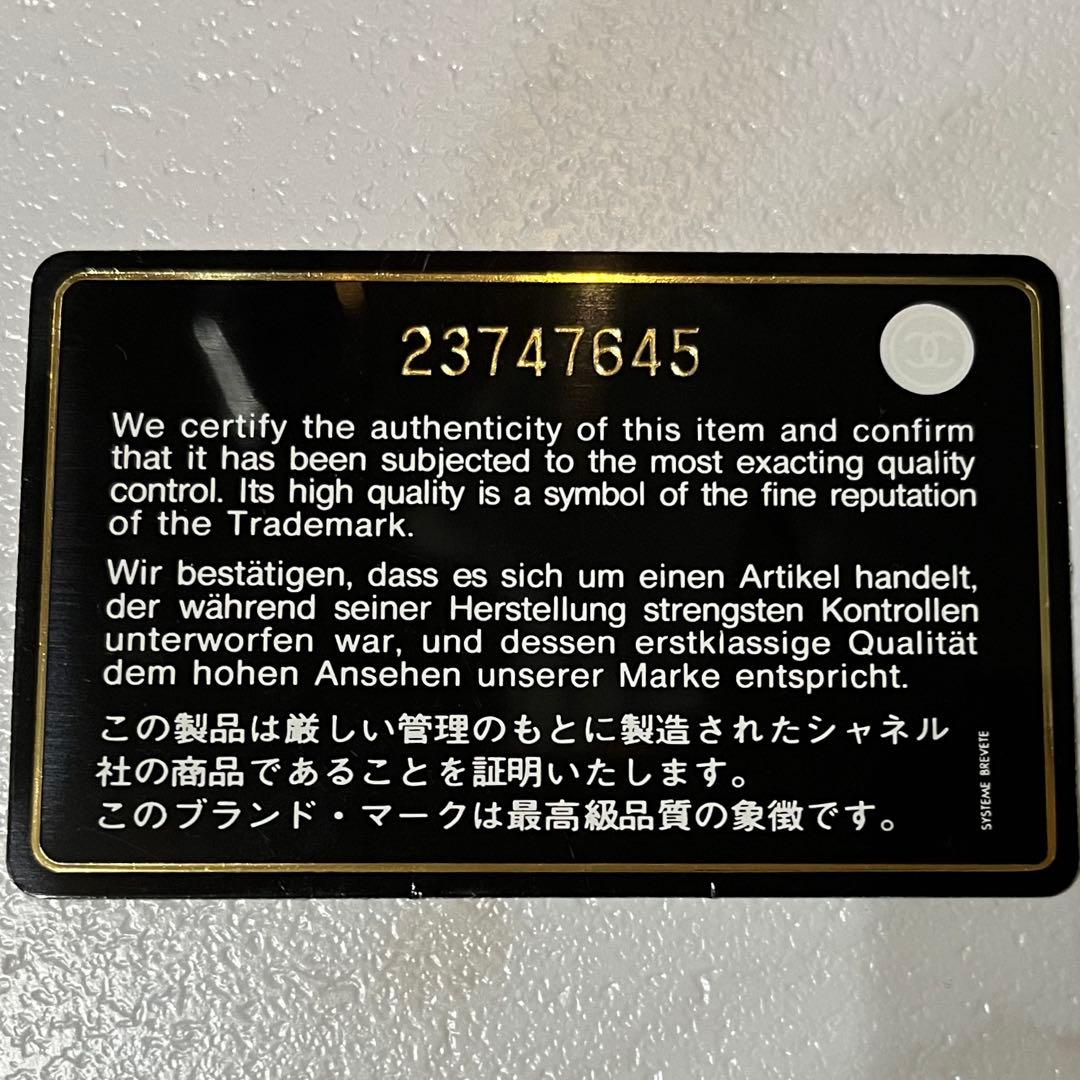 23747645
We certify the authenticity of this item and confirm
that it has been subjected to the most exacting quality
control. Its high quality is a symbol of the fine reputation
of the Trademark.
Wir bestätigen, dass es sich um einen Artikel handelt,
der während seiner Herstellung strengsten Kontrollen
unterworfen war, und dessen erstklassige Qualität
dem hohen Ansehen unserer Marke entspricht.
この製品は厳しい管理のもとに製造されたシャネル
社の商品であることを証明いたします。
このブランド・マークは最高級品質の象徴です。
SYSTEME BREVETE